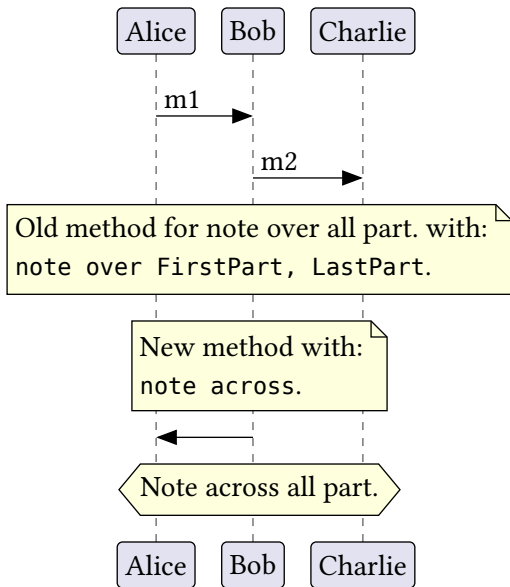 Alice Bob Charlie
m1
m2
Old method for note over all part. with:
note over FirstPart, LastPart.
New method with:
note across.
Note across all part.
Alice Bob Charlie